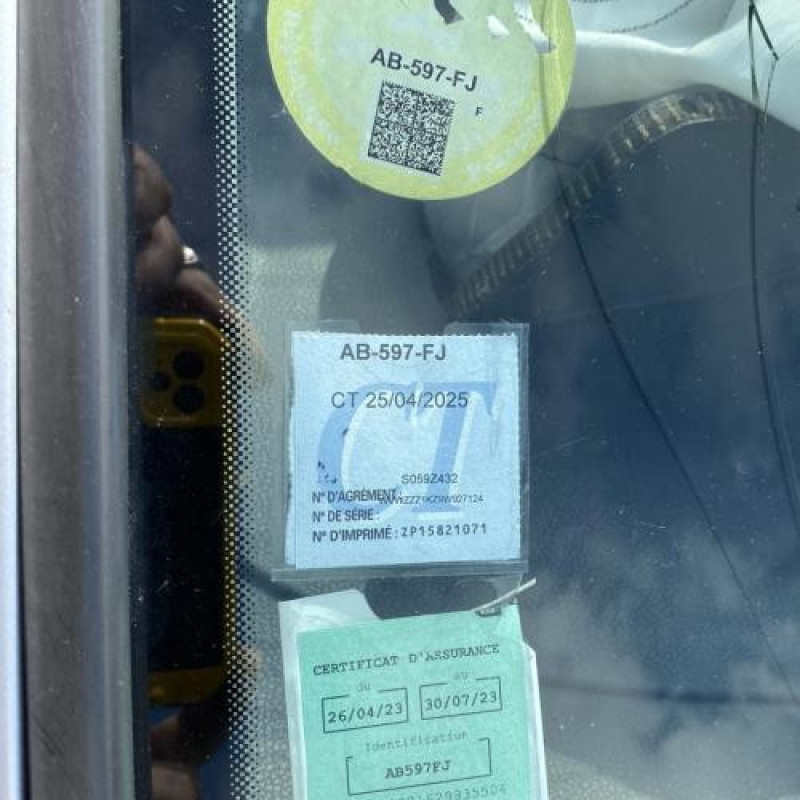 AB-597-FJ
F
AB-597-FJ
CT
CT 25/04/2025
S059Z432
N° D'AGRÉMENT :
N° DE SÉRIE :
N° D'IMPRIMÉ : ZP15821071
CERTIFICAT D'ASSURANCE
du au
26/04/23 30/07/23
Identification
AB597FJ